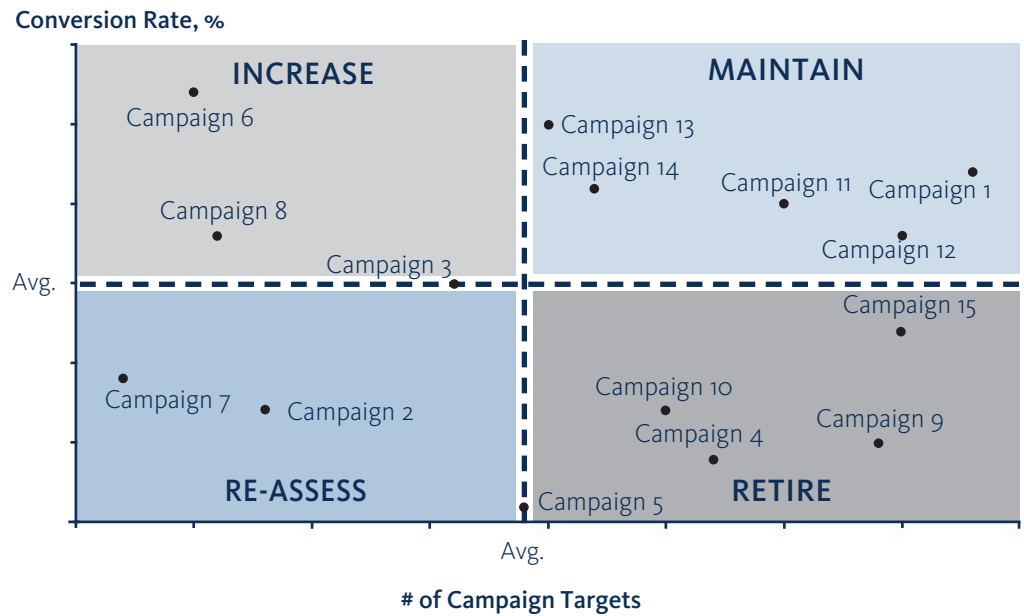 Conversion Rate, %
INCREASE
MAINTAIN
Campaign 6
Campaign 13
Campaign 14
Campaign 11
Campaign 1
Campaign 8
Campaign 12
Campaign 3
Avg.
Campaign 15
Campaign 7
Campaign 2
Campaign 10
Campaign 4
Campaign 9
RE-ASSESS
RETIRE
Campaign 5
Avg.
# of Campaign Targets